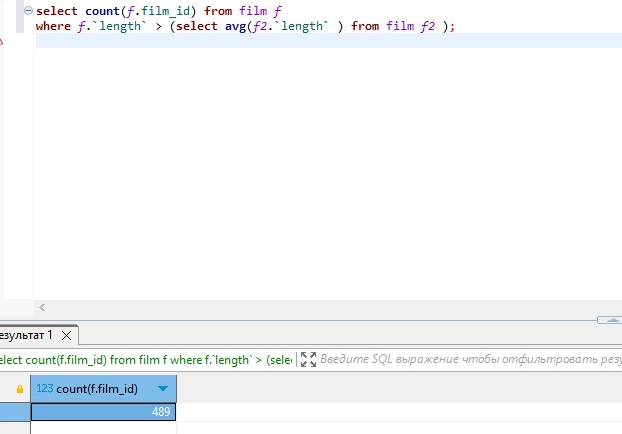 select count(f.film_id) from film f
where f.`length` > (select avg(f2.`length` ) from film f2 );
езультат 1
elect count(f.film_id) from film f where f.`length` > (sele
Введите SQL выражение чтобы отфильтровать резу
123 count(f.film_id)
489